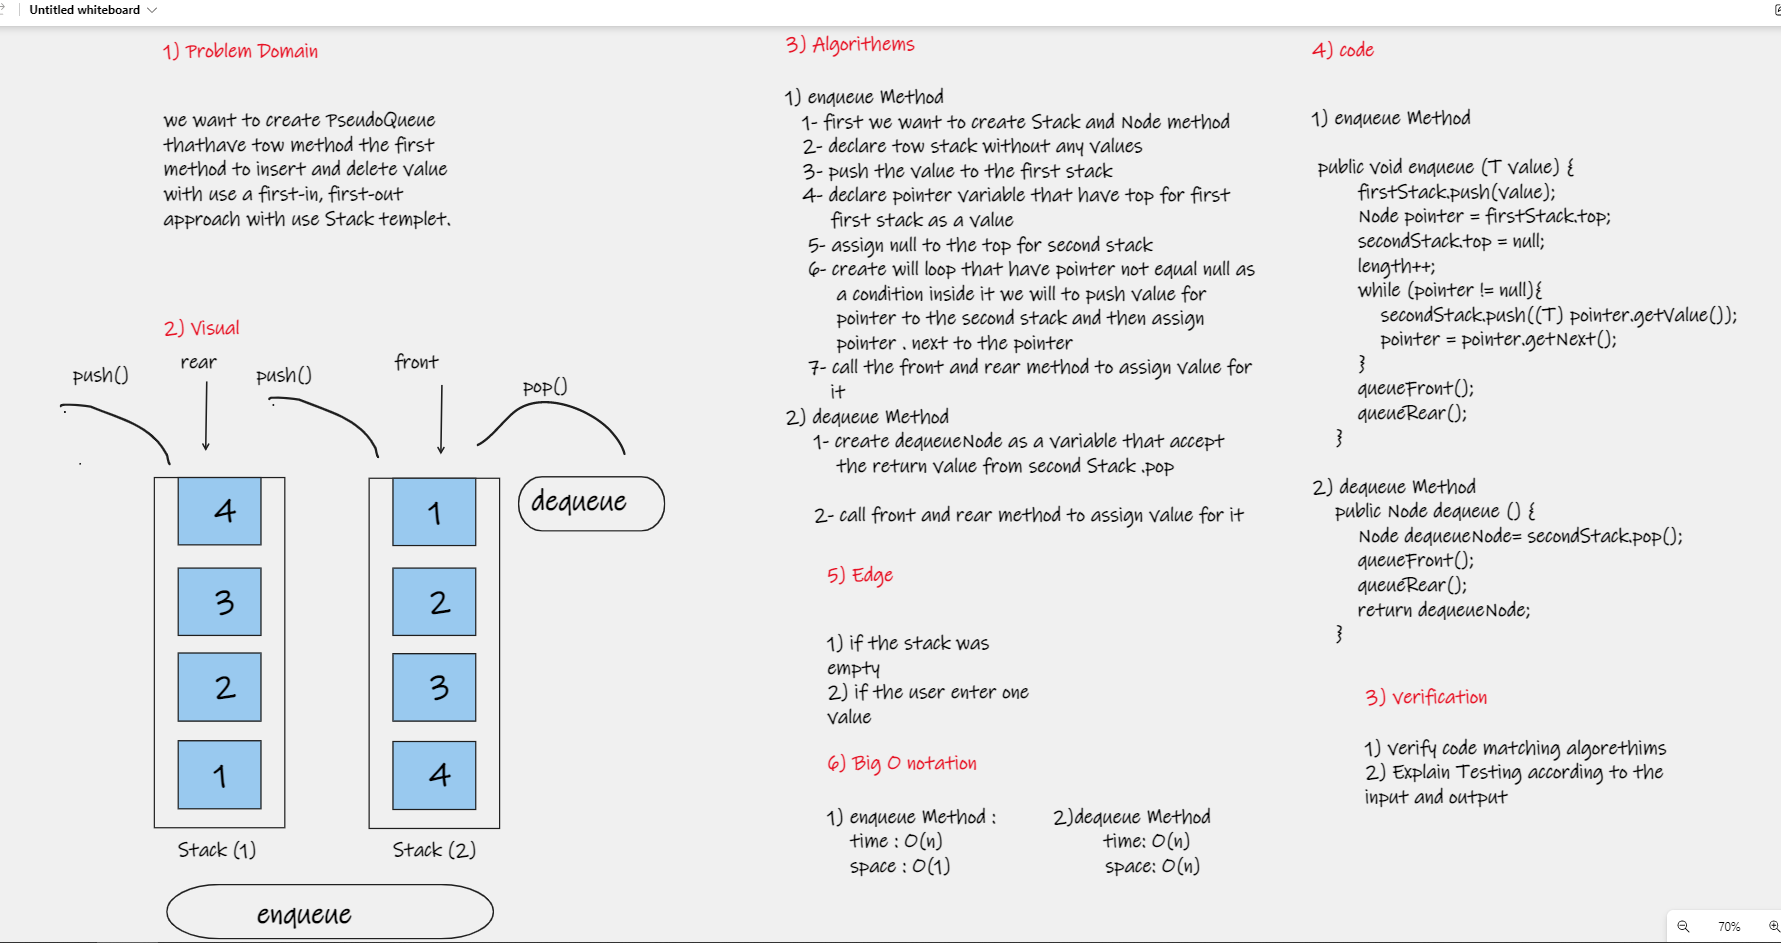 Untitled whiteboard
1) Problem Domain
we want to create PseudoQueue
thathave tow method the first
method to insert and delete value
with use a first-in, first-out
approach with use Stack templet.
2) Visual
push()
rear
push()
front
pop()
4
3
2
1
Stack (1)
1
2
3
4
Stack (2)
dequeue
enqueue
3) Algorithems
1) enqueue Method
1- first we want to create Stack and Node method
2- declare tow stack without any values
3- push the value to the first stack
4- declare pointer variable that have top for first
first stack as a value
5- assign null to the top for second stack
6- create will loop that have pointer not equal null as
a condition inside it we will to push value for
pointer to the second stack and then assign
pointer . next to the pointer
7- call the front and rear method to assign value for
it
2) dequeue Method
1- create dequeueNode as a variable that accept
the return value from second Stack .pop
2- call front and rear method to assign value for it
5) Edge
1) if the stack was
empty
2) if the user enter one
value
6) Big O notation
1) enqueue Method :
time : O(n)
space : O(1)
2)dequeue Method
time: O(n)
space: O(n)
4) code
1) enqueue Method
public void enqueue (T value) {
firstStack.push(value);
Node pointer = firstStack.top;
secondStack.top = null;
length++;
while (pointer != null){
secondStack.push((T) pointer.getValue());
pointer = pointer.getNext();
}
queueFront();
queueRear();
}
2) dequeue Method
public Node dequeue () {
Node dequeueNode= secondStack.pop();
queueFront();
queueRear();
return dequeueNode;
}
3) verification
1) verify code matching algorethims
2) Explain Testing according to the
input and output
70%